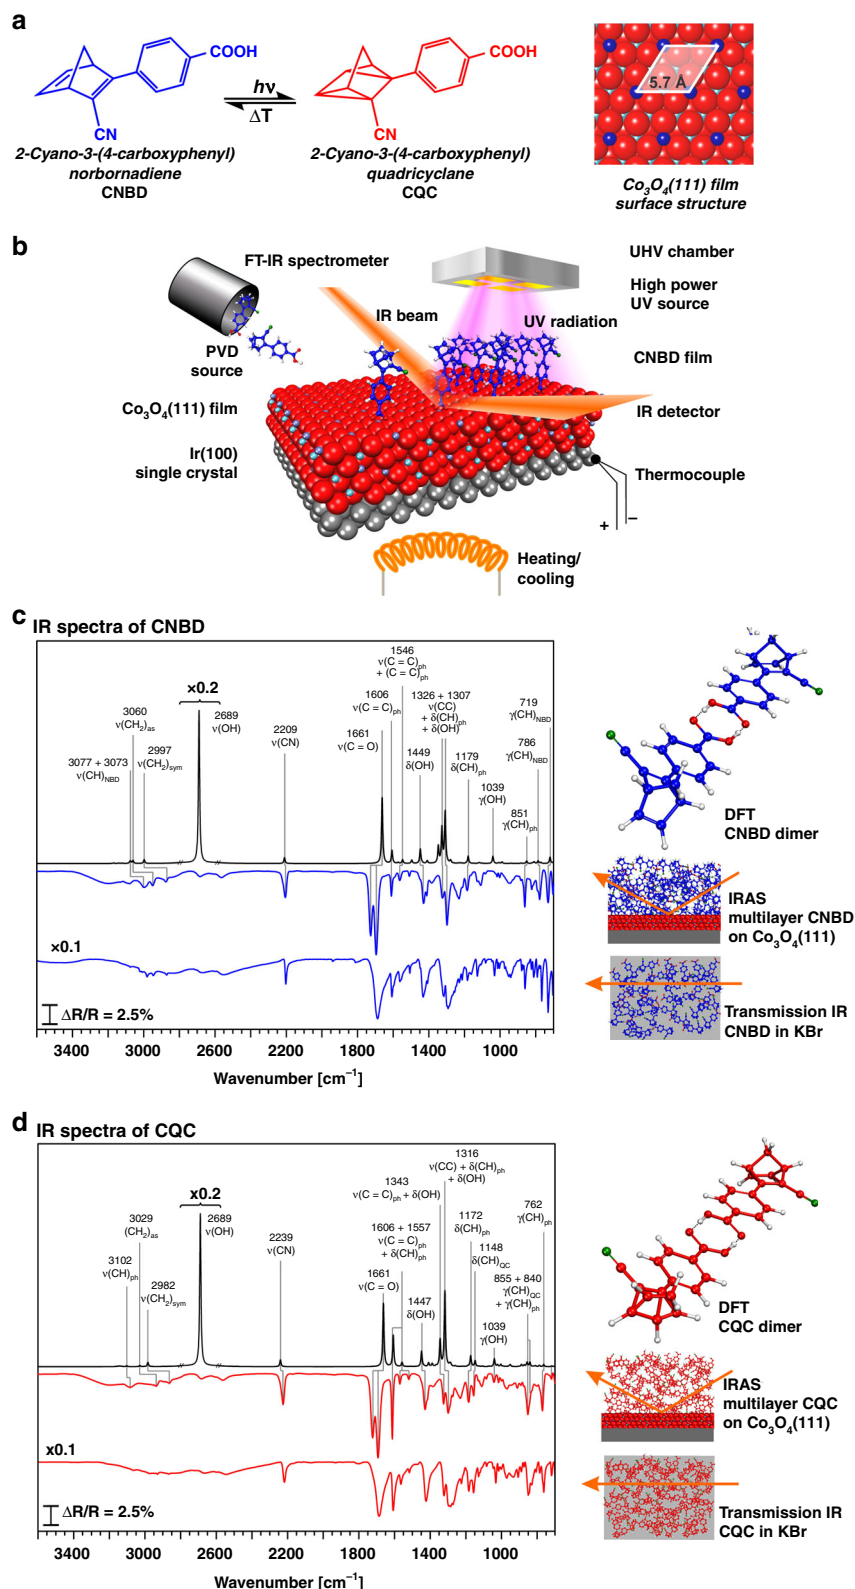 a
COOH
CN
hν
ΔT
COOH
CN
5.7 Å
2-Cyano-3-(4-carboxyphenyl)
norbornadiene
CNBD
2-Cyano-3-(4-carboxyphenyl)
quadricyclane
CQC
Co3O4(111) film
surface structure
b
FT-IR spectrometer
UHV chamber
High power
UV source
IR beam
UV radiation
PVD
source
CNBD film
Co3O4(111) film
IR detector
Ir(100)
single crystal
Thermocouple
+ –
Heating/
cooling
c
IR spectra of CNBD
1546
ν(C = C)ph
+ (C = C)ph
×0.2
3060
ν(CH2)as
2689
ν(OH)
1606
ν(C = C)ph
1326 + 1307
ν(CC)
+ δ(CH)ph
+ δ(OH)
719
γ(CH)NBD
2997
ν(CH2)sym
2209
ν(CN)
1661
ν(C = O)
786
γ(CH)NBD
3077 + 3073
ν(CH)NBD
1449
δ(OH)
1179
δ(CH)ph
1039
γ(OH)
851
γ(CH)ph
×0.1
ΔR/R = 2.5%
3400 3000 2600 2200 1800 1400 1000
Wavenumber [cm−1]
DFT
CNBD dimer
IRAS
multilayer CNBD
on Co3O4(111)
Transmission IR
CNBD in KBr
d
IR spectra of CQC
1316
ν(CC) + δ(CH)ph
+ δ(OH)
x0.2
1343
ν(C = C)ph + δ(OH)
3029
(CH2)as
2689
ν(OH)
762
γ(CH)ph
1606 + 1557
ν(C = C)ph
+ δ(CH)ph
1172
δ(CH)ph
2239
ν(CN)
3102
ν(CH)ph
1148
δ(CH)QC
2982
ν(CH2)sym
1661
ν(C = O)
855 + 840
γ(CH)QC
+ γ(CH)ph
1447
δ(OH)
1039
γ(OH)
x0.1
ΔR/R = 2.5%
3400 3000 2600 2200 1800 1400 1000
Wavenumber [cm−1]
DFT
CQC dimer
IRAS
multilayer CQC
on Co3O4(111)
Transmission IR
CQC in KBr